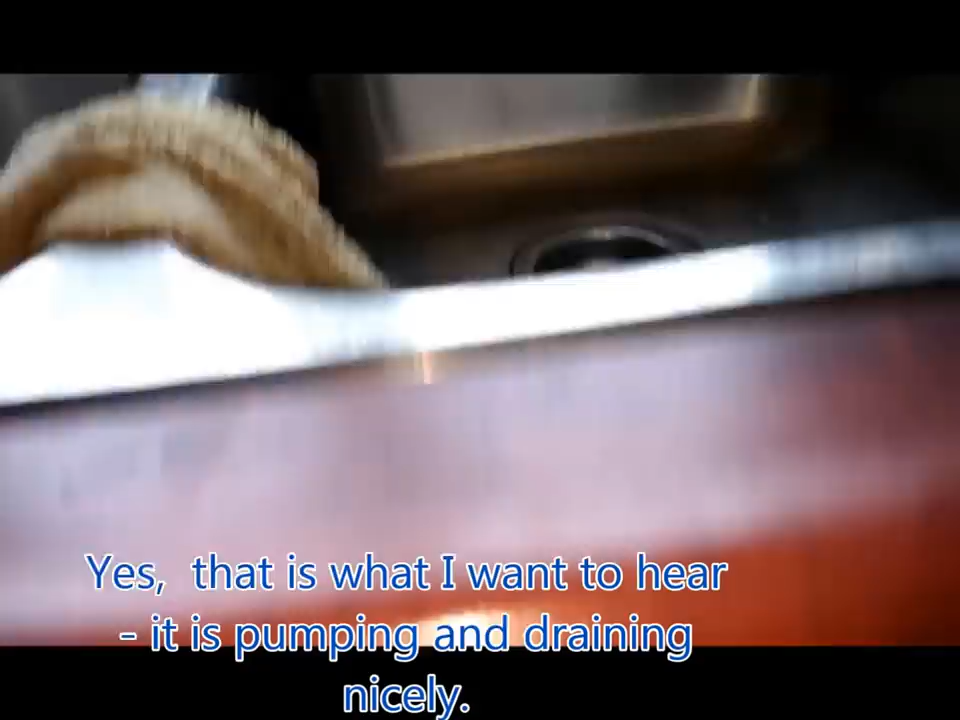 Yes,  that is what I want to hear
- it is pumping and draining
nicely.